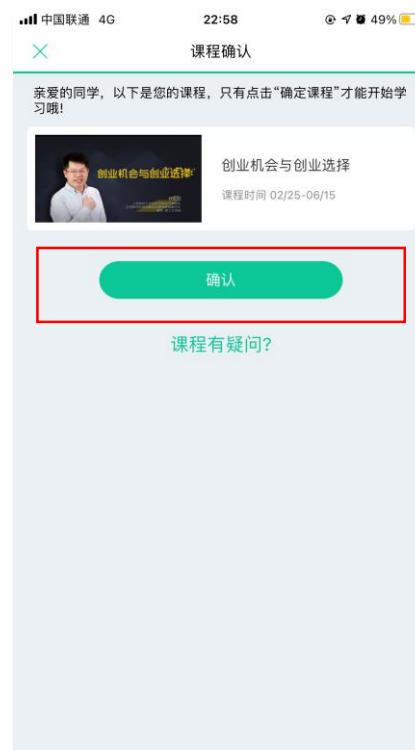 中国联通 4G 22:58 49%
课程确认
亲爱的同学，以下是您的课程，只有点击“确定课程”才能开始学
习哦!
创业机会与创业选择
创业机会与创业选择
课程时间 02/25-06/15
确认
课程有疑问?